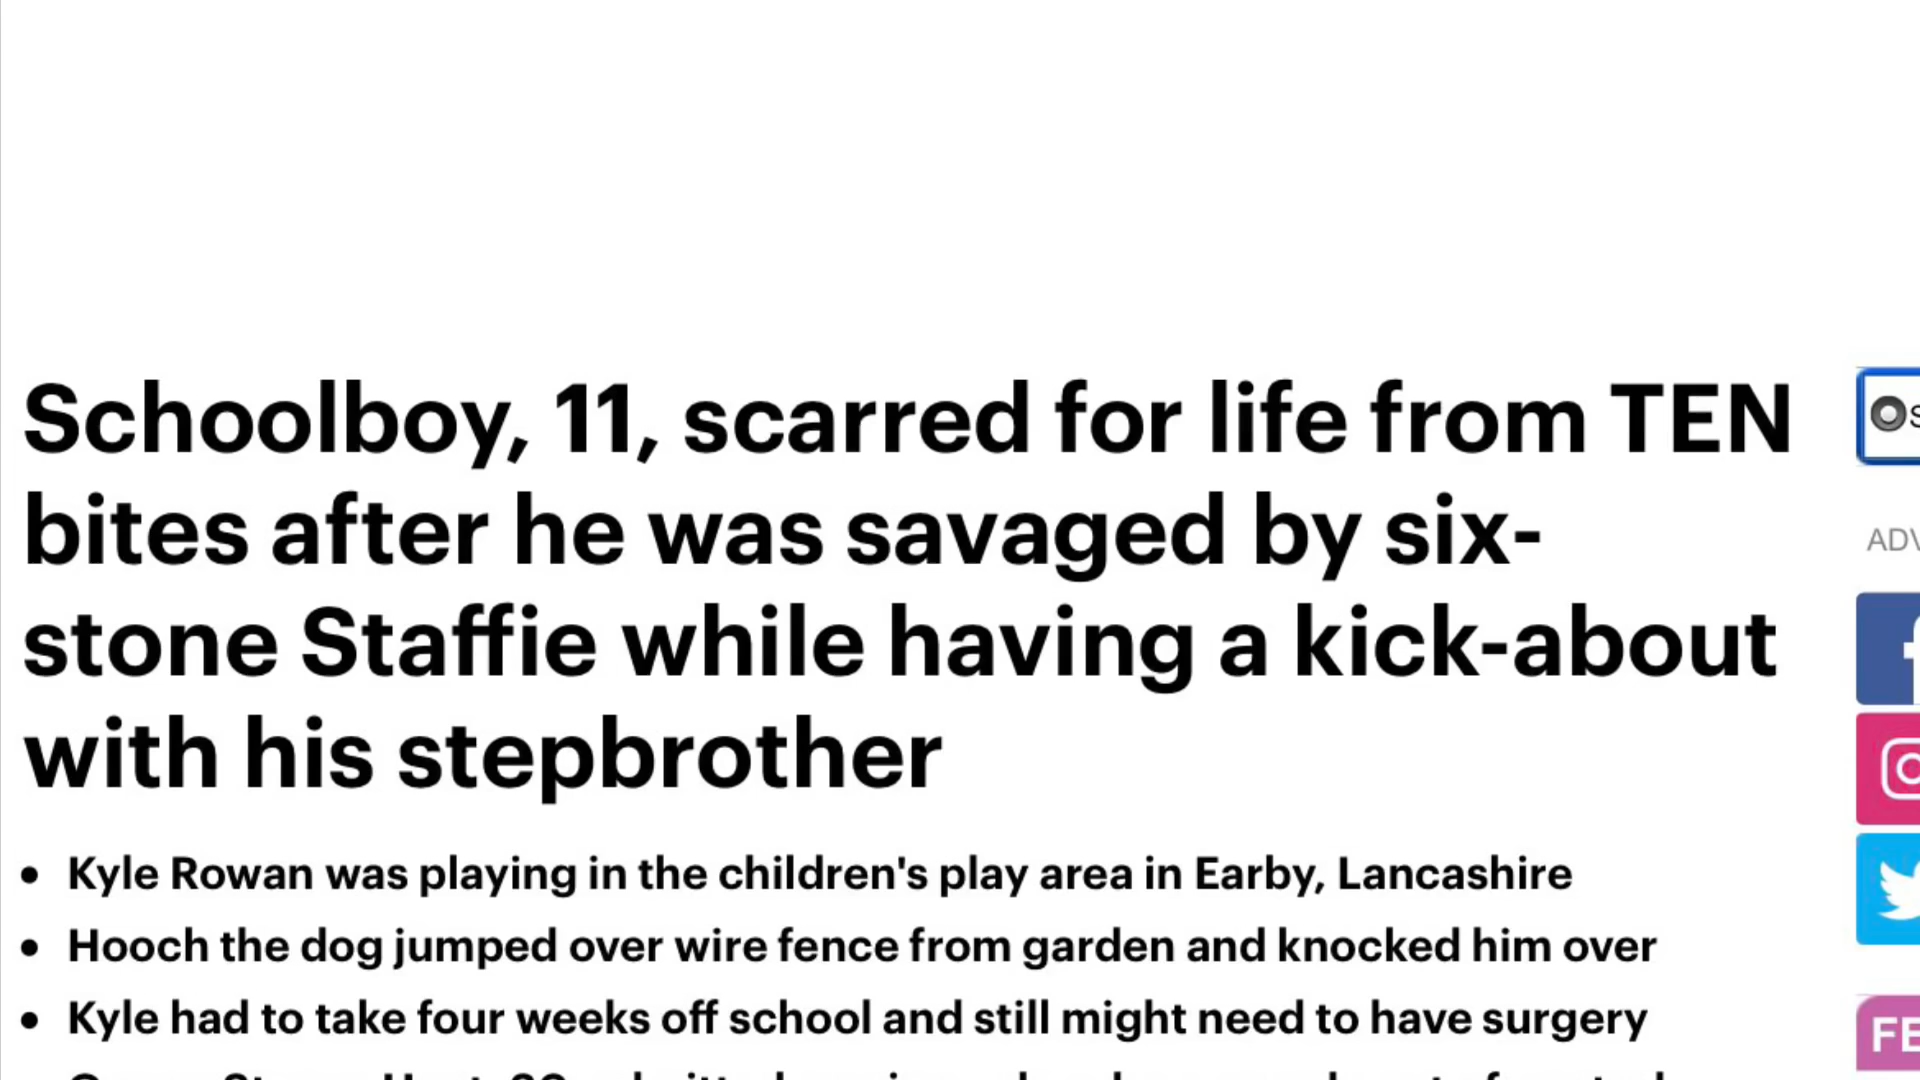 Schoolboy, 11, scarred for life from TEN
bites after he was savaged by six-
stone Staffie while having a kick-about
with his stepbrother
• Kyle Rowan was playing in the children's play area in Earby, Lancashire
• Hooch the dog jumped over wire fence from garden and knocked him over
• Kyle had to take four weeks off school and still might need to have surgery